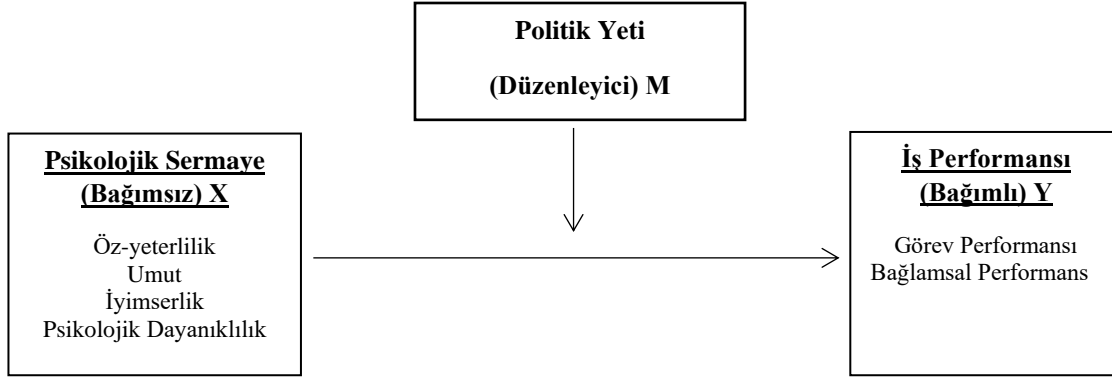 Politik Yeti
(Düzenleyici) M
Psikolojik Sermaye
(Bağımsız) X
Öz-yeterlilik
Umut
İyimserlik
Psikolojik Dayanıklılık
İş Performansı
(Bağımlı) Y
Görev Performansı
Bağlamsal Performans